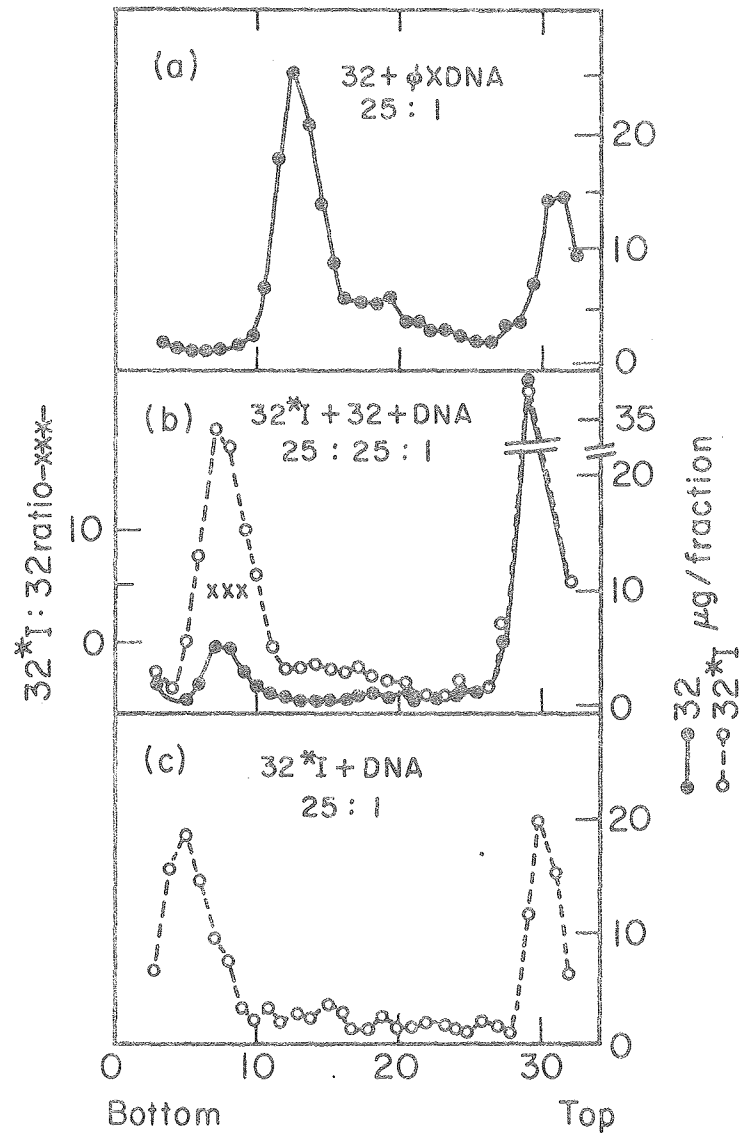 (a)
32 + ϕXDNA
25 : 1
20
10
0
(b)
32*I + 32 + DNA
25 : 25 : 1
35
20
10
0
10
0
32*I : 32 ratio -xxx-
xxx
32
32*I
μg/fraction
(c)
32*I + DNA
25 : 1
20
10
0
0
10
20
30
Bottom
Top